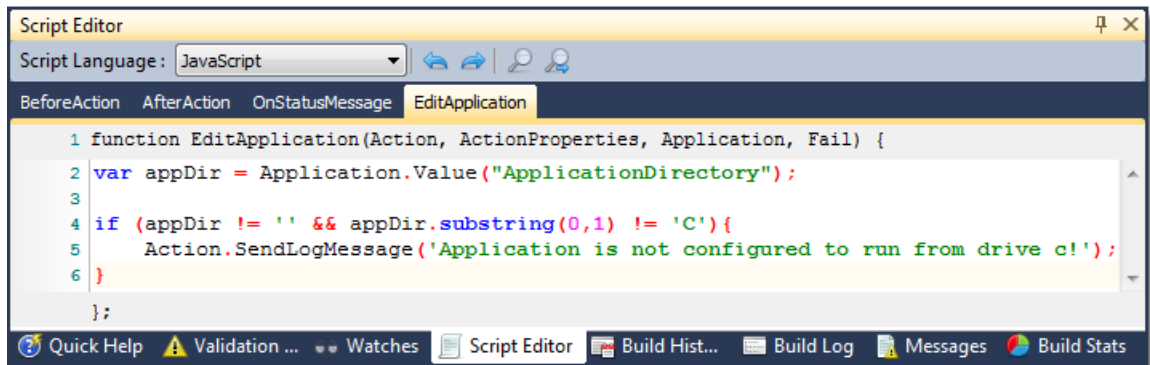 Script Editor
Script Language : JavaScript
BeforeAction AfterAction OnStatusMessage EditApplication
1 function EditApplication(Action, ActionProperties, Application, Fail) {
2 var appDir = Application.Value("ApplicationDirectory");
3
4 if (appDir != '' && appDir.substring(0,1) != 'C'){
5 Action.SendLogMessage('Application is not configured to run from drive c!');
6 }
};
Quick Help Validation ... Watches Script Editor Build Hist... Build Log Messages Build Stats